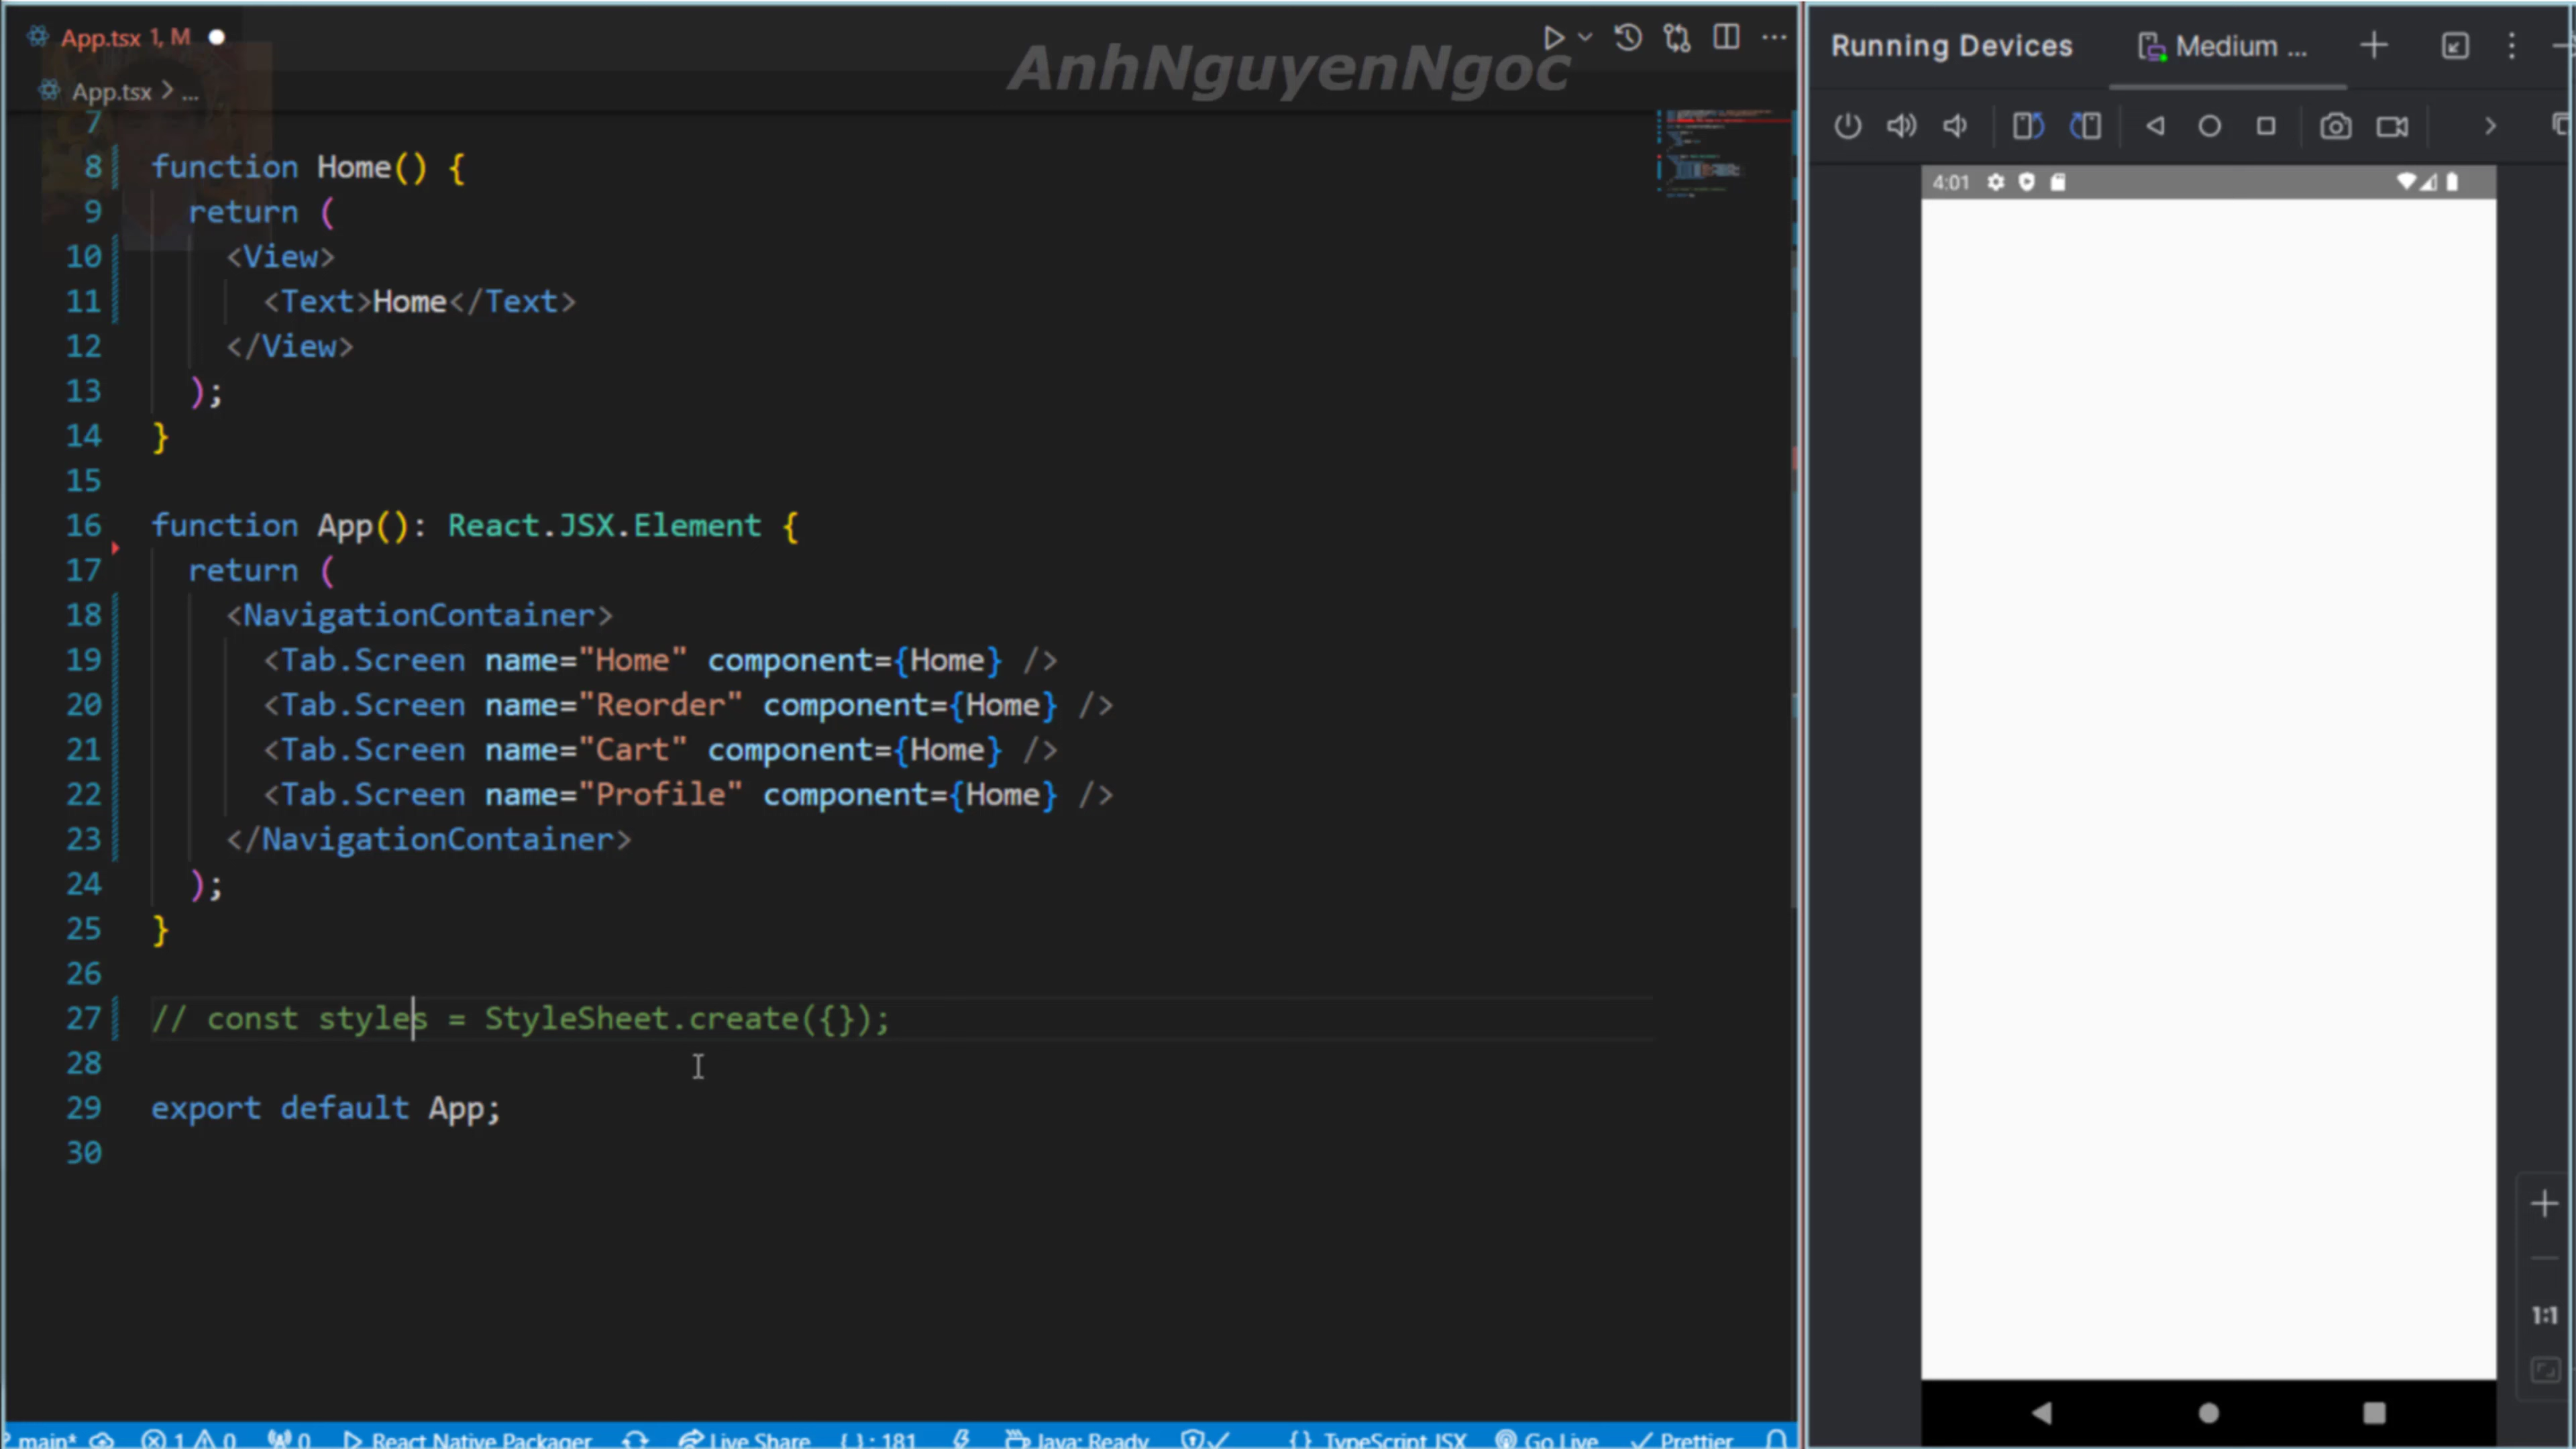 App.tsx 1, M
AnhNguyenNgoc
App.tsx > ...
7
8 function Home() {
9 return (
10 <View>
11 <Text>Home</Text>
12 </View>
13 );
14 }
15
16 function App(): React.JSX.Element {
17 return (
18 <NavigationContainer>
19 <Tab.Screen name="Home" component={Home} />
20 <Tab.Screen name="Reorder" component={Home} />
21 <Tab.Screen name="Cart" component={Home} />
22 <Tab.Screen name="Profile" component={Home} />
23 </NavigationContainer>
24 );
25 }
26
27 // const styles = StyleSheet.create({});
28
29 export default App;
30
main* 1 0 0 React Native Packager Live Share { } : 181 Java: Ready {} TypeScript JSX Go Live Prettier
Running Devices Medium ...
4:01
1:1